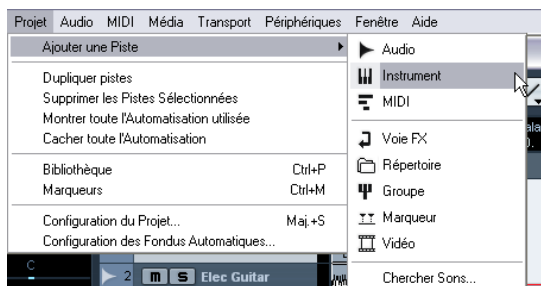 Projet Audio MIDI Média Transport Périphériques Fenêtre Aide
Ajouter une Piste
Dupliquer pistes
Supprimer les Pistes Sélectionnées
Montrer toute l'Automatisation utilisée
Cacher toute l'Automatisation
Bibliothèque Ctrl+P
Marqueurs Ctrl+M
Configuration du Projet... Maj.+S
Configuration des Fondus Automatiques...
Audio
Instrument
MIDI
Voie FX
Répertoire
Groupe
Marqueur
Vidéo
Chercher Sons...
C
2 m S Elec Guitar